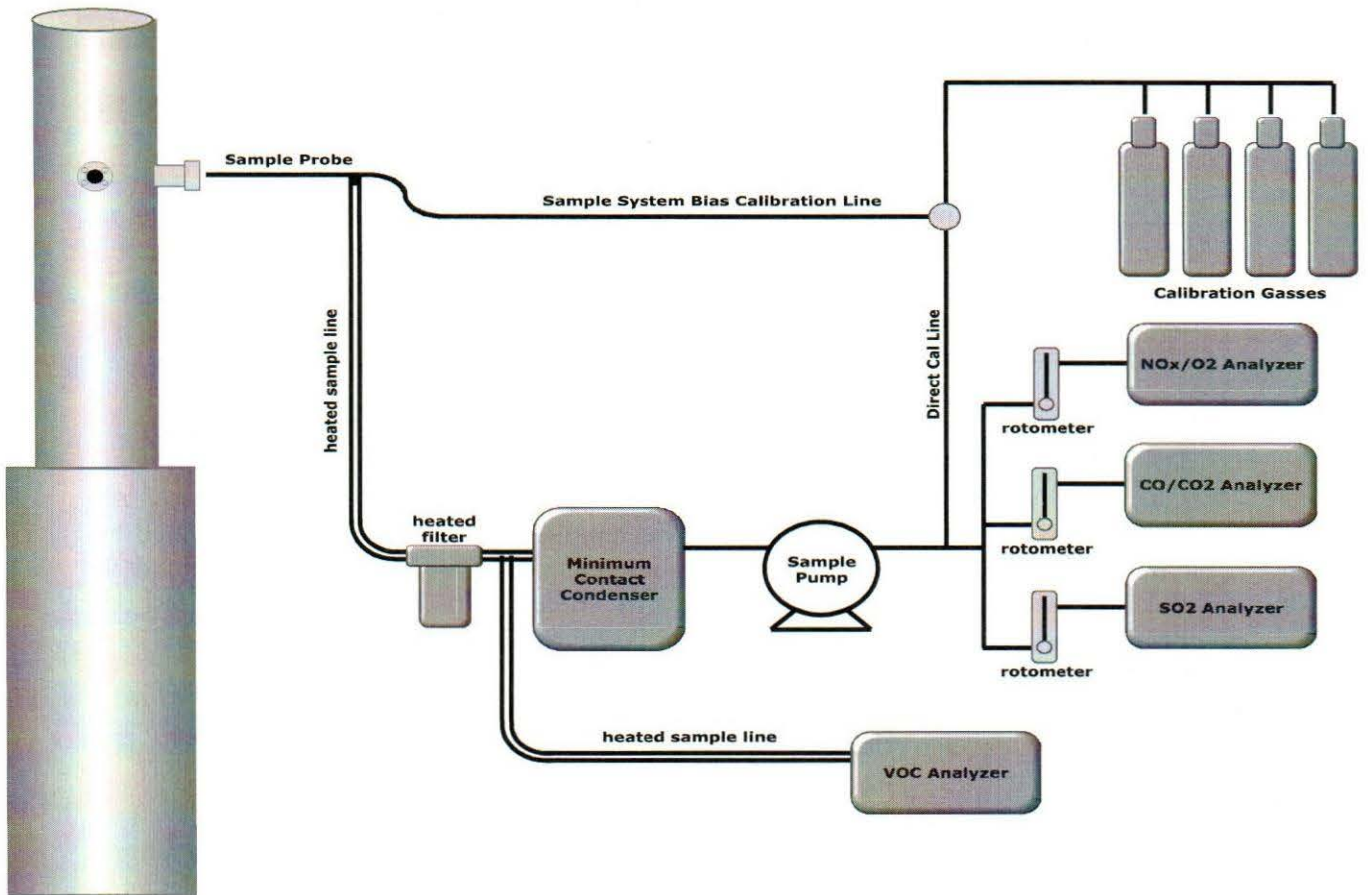 Sample Probe
Sample System Bias Calibration Line
Calibration Gasses
heated sample line
Direct Cal Line
NOx/O2 Analyzer
rotometer
CO/CO2 Analyzer
rotometer
heated
filter
Minimum
Contact
Condenser
Sample
Pump
SO2 Analyzer
rotometer
heated sample line
VOC Analyzer